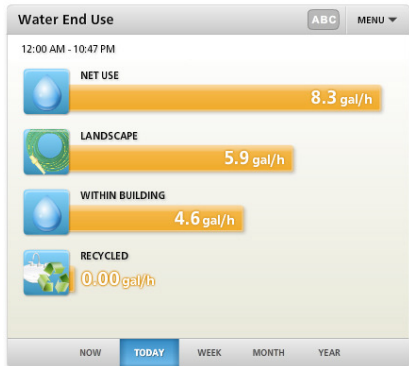 Water End Use
ABC
MENU
12:00 AM - 10:47 PM
NET USE
8.3 gal/h
LANDSCAPE
5.9 gal/h
WITHIN BUILDING
4.6 gal/h
RECYCLED
0.00 gal/h
NOW TODAY WEEK MONTH YEAR